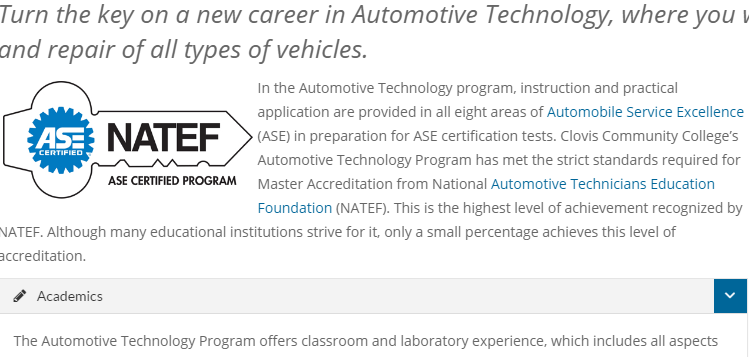 Turn the key on a new career in Automotive Technology, where you
and repair of all types of vehicles.
ASE
CERTIFIED
NATEF
ASE CERTIFIED PROGRAM
In the Automotive Technology program, instruction and practical
application are provided in all eight areas of Automobile Service Excellence
(ASE) in preparation for ASE certification tests. Clovis Community College's
Automotive Technology Program has met the strict standards required for
Master Accreditation from National Automotive Technicians Education
Foundation (NATEF). This is the highest level of achievement recognized by
NATEF. Although many educational institutions strive for it, only a small percentage achieves this level of
accreditation.
Academics
The Automotive Technology Program offers classroom and laboratory experience, which includes all aspects